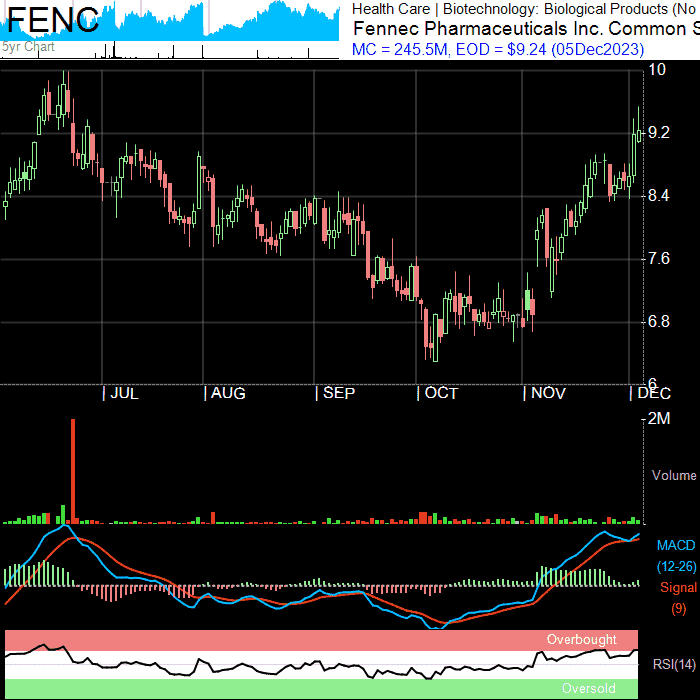 FENC
5yr Chart
Health Care | Biotechnology: Biological Products (No
Fennec Pharmaceuticals Inc. Common S
MC = 245.5M, EOD = $9.24 (05Dec2023)
10
9.2
8.4
7.6
6.8
6
| JUL | AUG | SEP | OCT | NOV | DEC
2M
Volume
MACD
(12-26)
Signal
(9)
Overbought
RSI(14)
Oversold